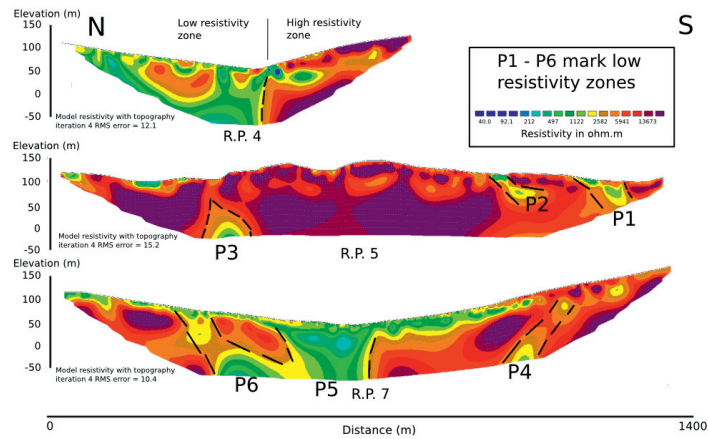 Elevation (m)
N
Low resistivity
zone
High resistivity
zone
S
150
100
50
0
-50
P1 - P6 mark low
resistivity zones
40.0 92.1 212 497 1122 2582 5941 13673
Resistivity in ohm.m
Model resistivity with topography
iteration 4 RMS error = 12.1
R.P. 4
Elevation (m)
150
100
50
0
-50
P2
P1
Model resistivity with topography
iteration 4 RMS error = 15.2
P3
R.P. 5
Elevation (m)
150
100
50
0
-50
Model resistivity with topography
iteration 4 RMS error = 10.4
P6
P5
R.P. 7
P4
0
Distance (m)
1400